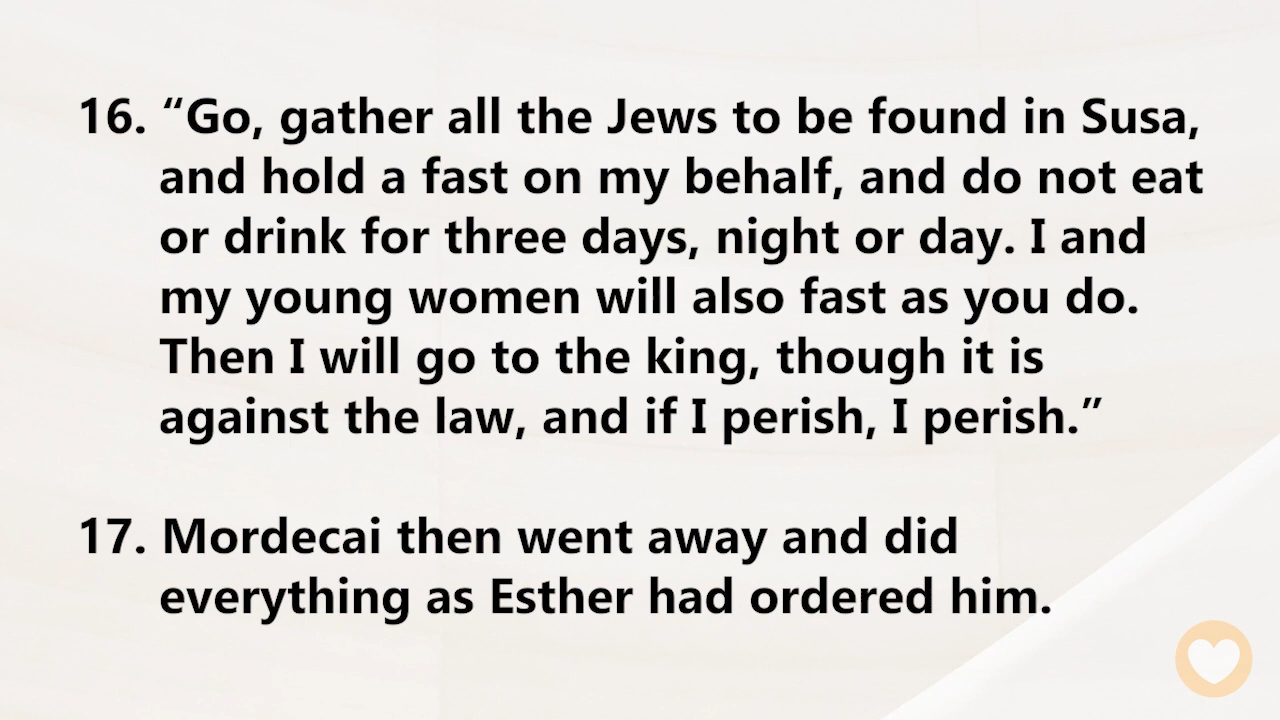 16. “Go, gather all the Jews to be found in Susa,
and hold a fast on my behalf, and do not eat
or drink for three days, night or day. I and
my young women will also fast as you do.
Then I will go to the king, though it is
against the law, and if I perish, I perish.”
17. Mordecai then went away and did
everything as Esther had ordered him.